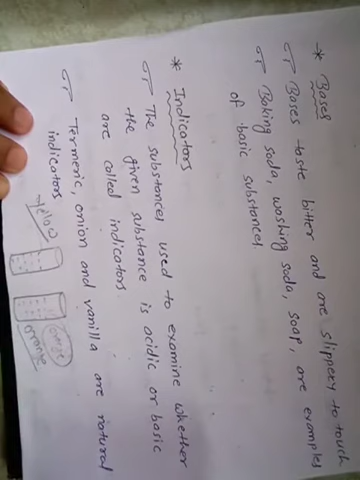 * Bases
Bases taste bitter and are slippery to touch
Baking soda, washing soda, soap, are examples
of basic substances.
* Indicators
The substances used to examine whether
the given substance is acidic or basic
are called indicators.
Termeric, onion and vanilla are natural
indicators
yellow
orange